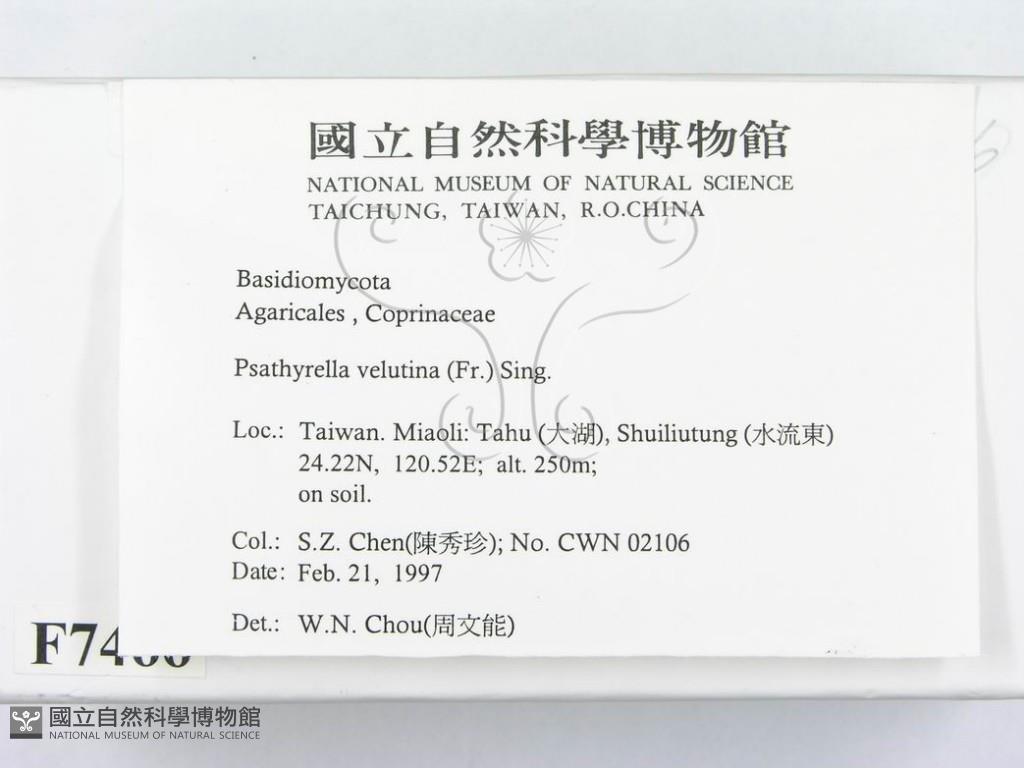 國立自然科學博物館
NATIONAL MUSEUM OF NATURAL SCIENCE
TAICHUNG, TAIWAN, R.O.CHINA
Basidiomycota
Agaricales , Coprinaceae
Psathyrella velutina (Fr.) Sing.
Loc.: Taiwan. Miaoli: Tahu (大湖), Shuiliutung (水流東)
24.22N, 120.52E; alt. 250m;
on soil.
Col.: S.Z. Chen(陳秀珍); No. CWN 02106
Date: Feb. 21, 1997
Det.: W.N. Chou(周文能)
國立自然科學博物館
NATIONAL MUSEUM OF NATURAL SCIENCE